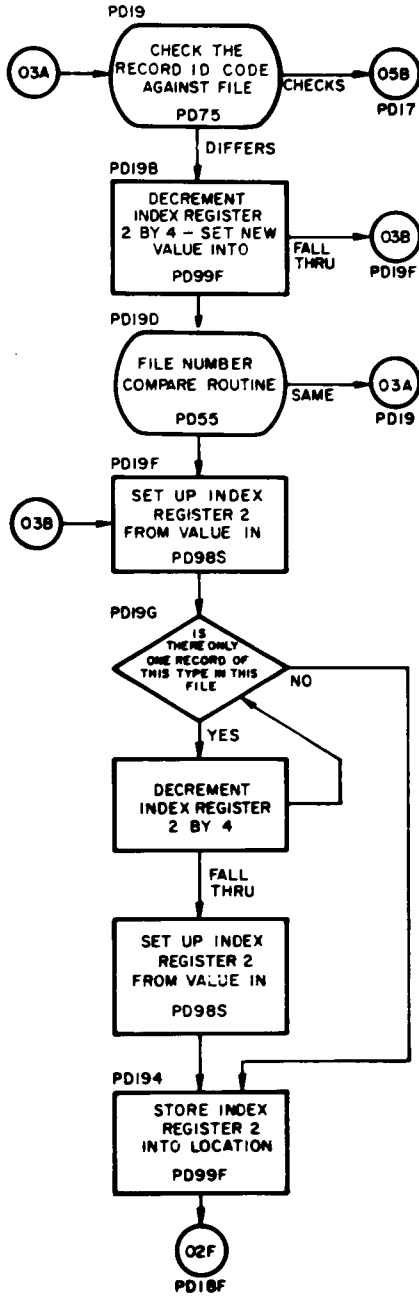 PD19
03A
CHECK THE
RECORD ID CODE
AGAINST FILE
PD75
CHECKS
05B
PD17
DIFFERS
PD19B
DECREMENT
INDEX REGISTER
2 BY 4 - SET NEW
VALUE INTO
PD99F
FALL
THRU
03B
PD19F
PD19D
FILE NUMBER
COMPARE ROUTINE
PD55
SAME
03A
PD19
PD19F
03B
SET UP INDEX
REGISTER 2
FROM VALUE IN
PD98S
PD19G
IS
THERE ONLY
ONE RECORD OF
THIS TYPE IN THIS
FILE
NO
YES
DECREMENT
INDEX REGISTER
2 BY 4
FALL
THRU
SET UP INDEX
REGISTER 2
FROM VALUE IN
PD98S
PD194
STORE INDEX
REGISTER 2
INTO LOCATION
PD99F
02F
PD18F